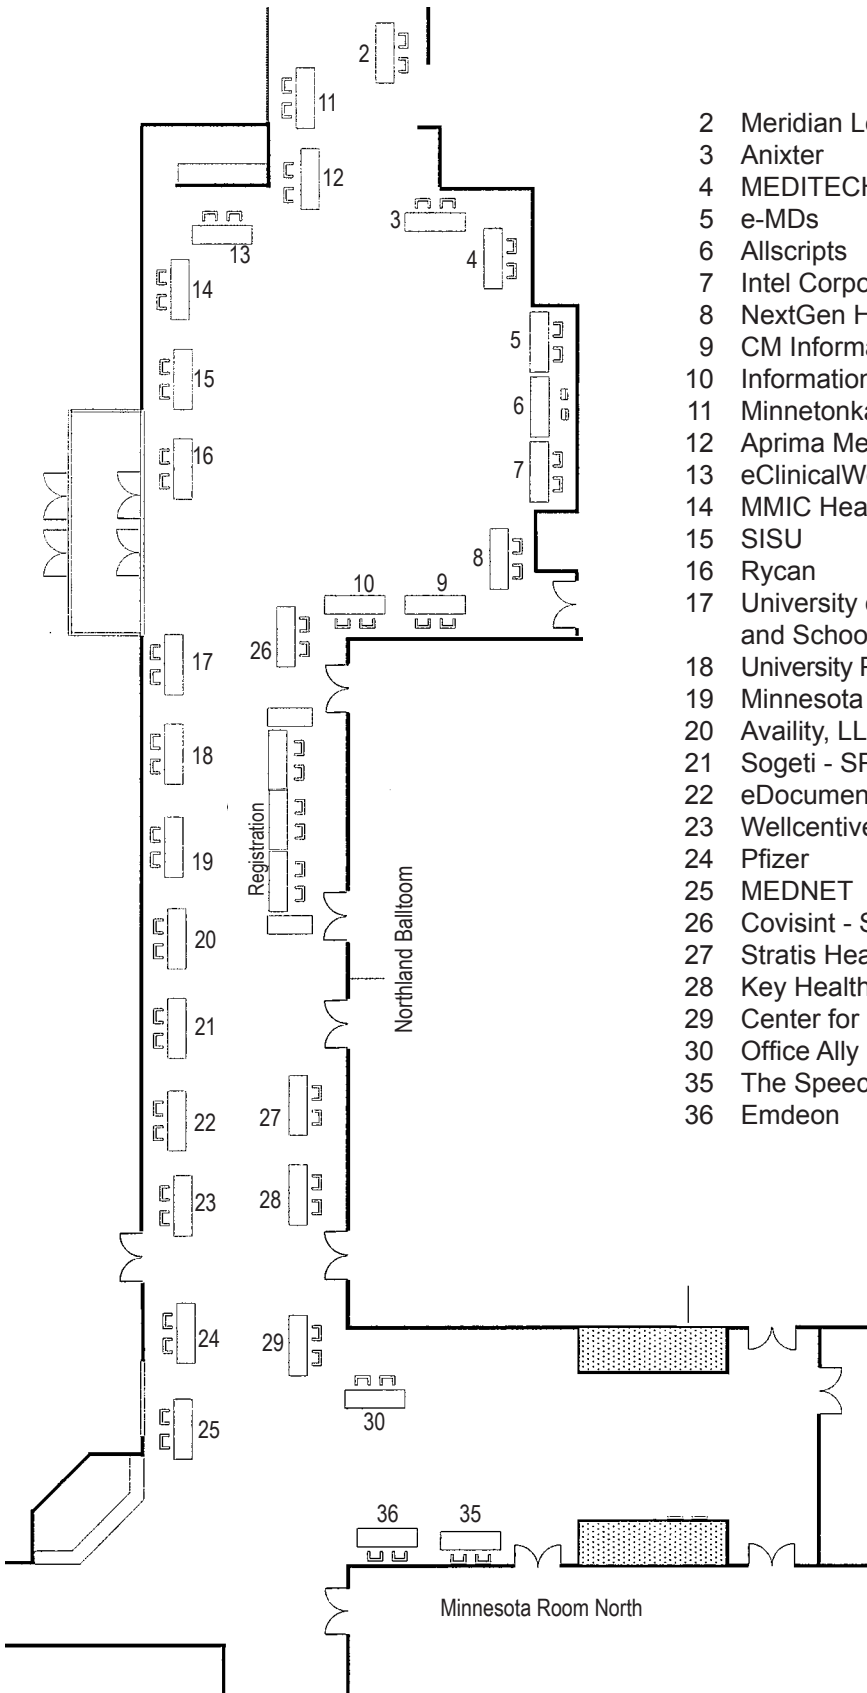 2
11
12
3
13
4
14
5
15
6
16
7
8
10
9
26
17
18
Registration
19
20
Northland Balltoom
21
27
22
28
23
24
29
25
30
36
35
Minnesota Room North
2 Meridian L
3 Anixter
4 MEDITECH
5 e-MDs
6 Allscripts
7 Intel Corpo
8 NextGen H
9 CM Informa
10 Information
11 Minnetonka
12 Aprima Me
13 eClinicalW
14 MMIC Hea
15 SISU
16 Rycan
17 University
and Schoo
18 University
19 Minnesota
20 Availity, LL
21 Sogeti - SP
22 eDocumen
23 Wellcentive
24 Pfizer
25 MEDNET
26 Covisint - S
27 Stratis Hea
28 Key Health
29 Center for
30 Office Ally
35 The Speec
36 Emdeon